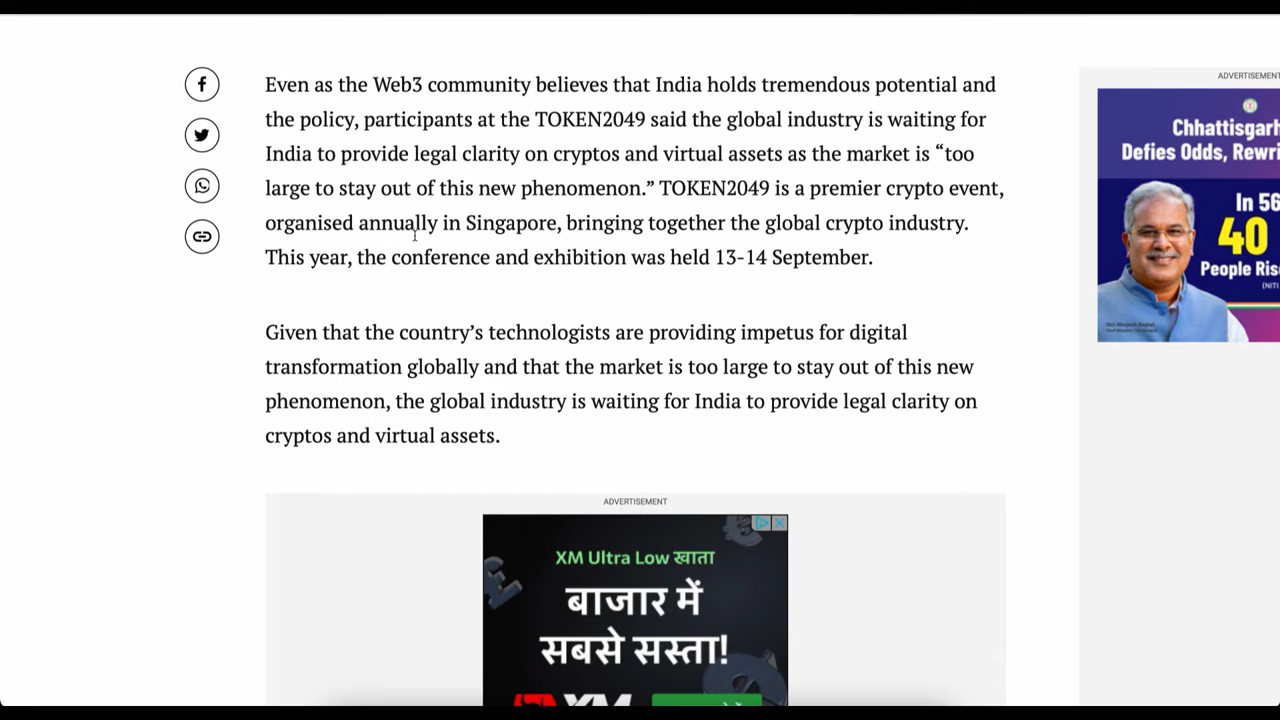 ADVERTISEMENT
Even as the Web3 community believes that India holds tremendous potential and
the policy, participants at the TOKEN2049 said the global industry is waiting for
India to provide legal clarity on cryptos and virtual assets as the market is “too
large to stay out of this new phenomenon.” TOKEN2049 is a premier crypto event,
organised annually in Singapore, bringing together the global crypto industry.
This year, the conference and exhibition was held 13-14 September.
Given that the country’s technologists are providing impetus for digital
transformation globally and that the market is too large to stay out of this new
phenomenon, the global industry is waiting for India to provide legal clarity on
cryptos and virtual assets.
Chhattisgarh
Defies Odds, Rewri
In 56
40
People Ris
(NITI
ADVERTISEMENT
XM Ultra Low खाता
बाजार में
सबसे सस्ता!
XM